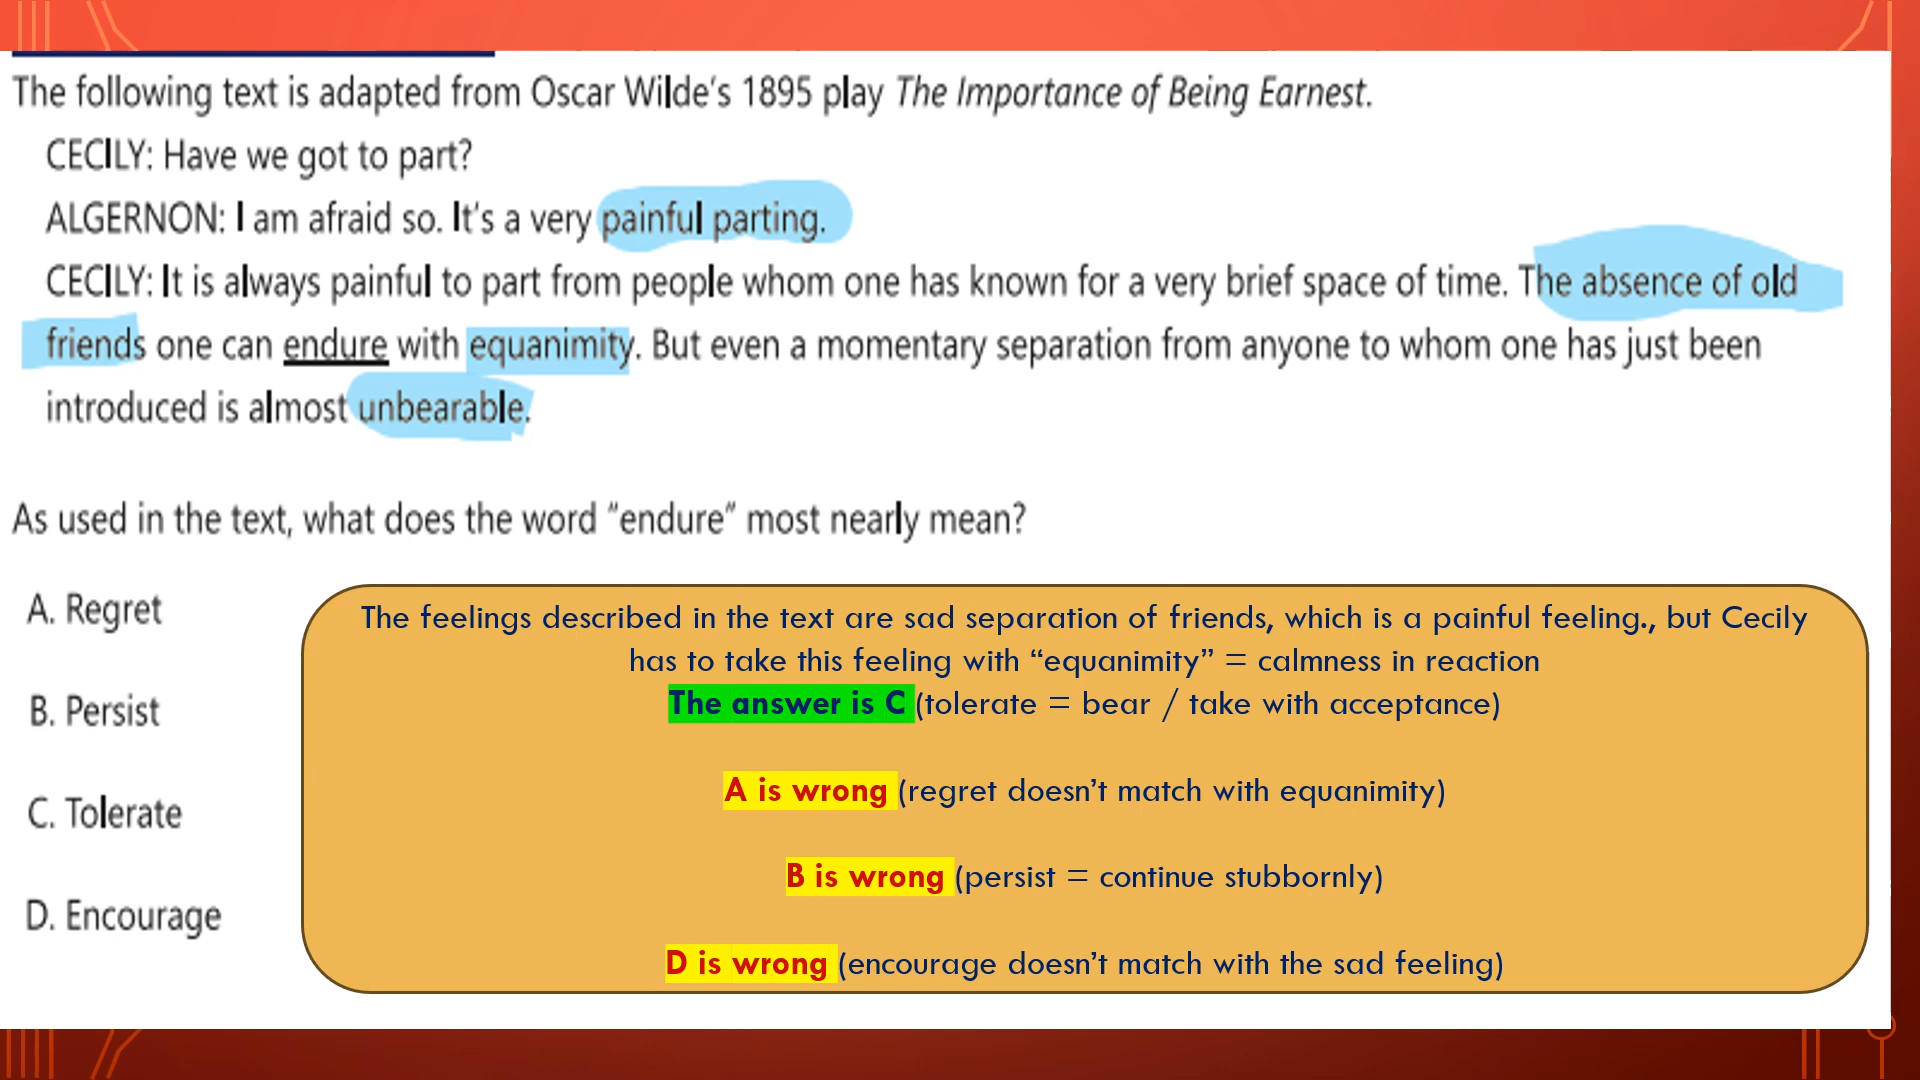 The following text is adapted from Oscar Wilde's 1895 play The Importance of Being Earnest.
CECILY: Have we got to part?
ALGERNON: I am afraid so. It's a very painful parting.
CECILY: It is always painful to part from people whom one has known for a very brief space of time. The absence of old
friends one can endure with equanimity. But even a momentary separation from anyone to whom one has just been
introduced is almost unbearable.
As used in the text, what does the word "endure" most nearly mean?
A. Regret
B. Persist
C. Tolerate
D. Encourage
The feelings described in the text are sad separation of friends, which is a painful feeling., but Cecily
has to take this feeling with “equanimity” = calmness in reaction
The answer is C (tolerate = bear / take with acceptance)
A is wrong (regret doesn’t match with equanimity)
B is wrong (persist = continue stubbornly)
D is wrong (encourage doesn’t match with the sad feeling)